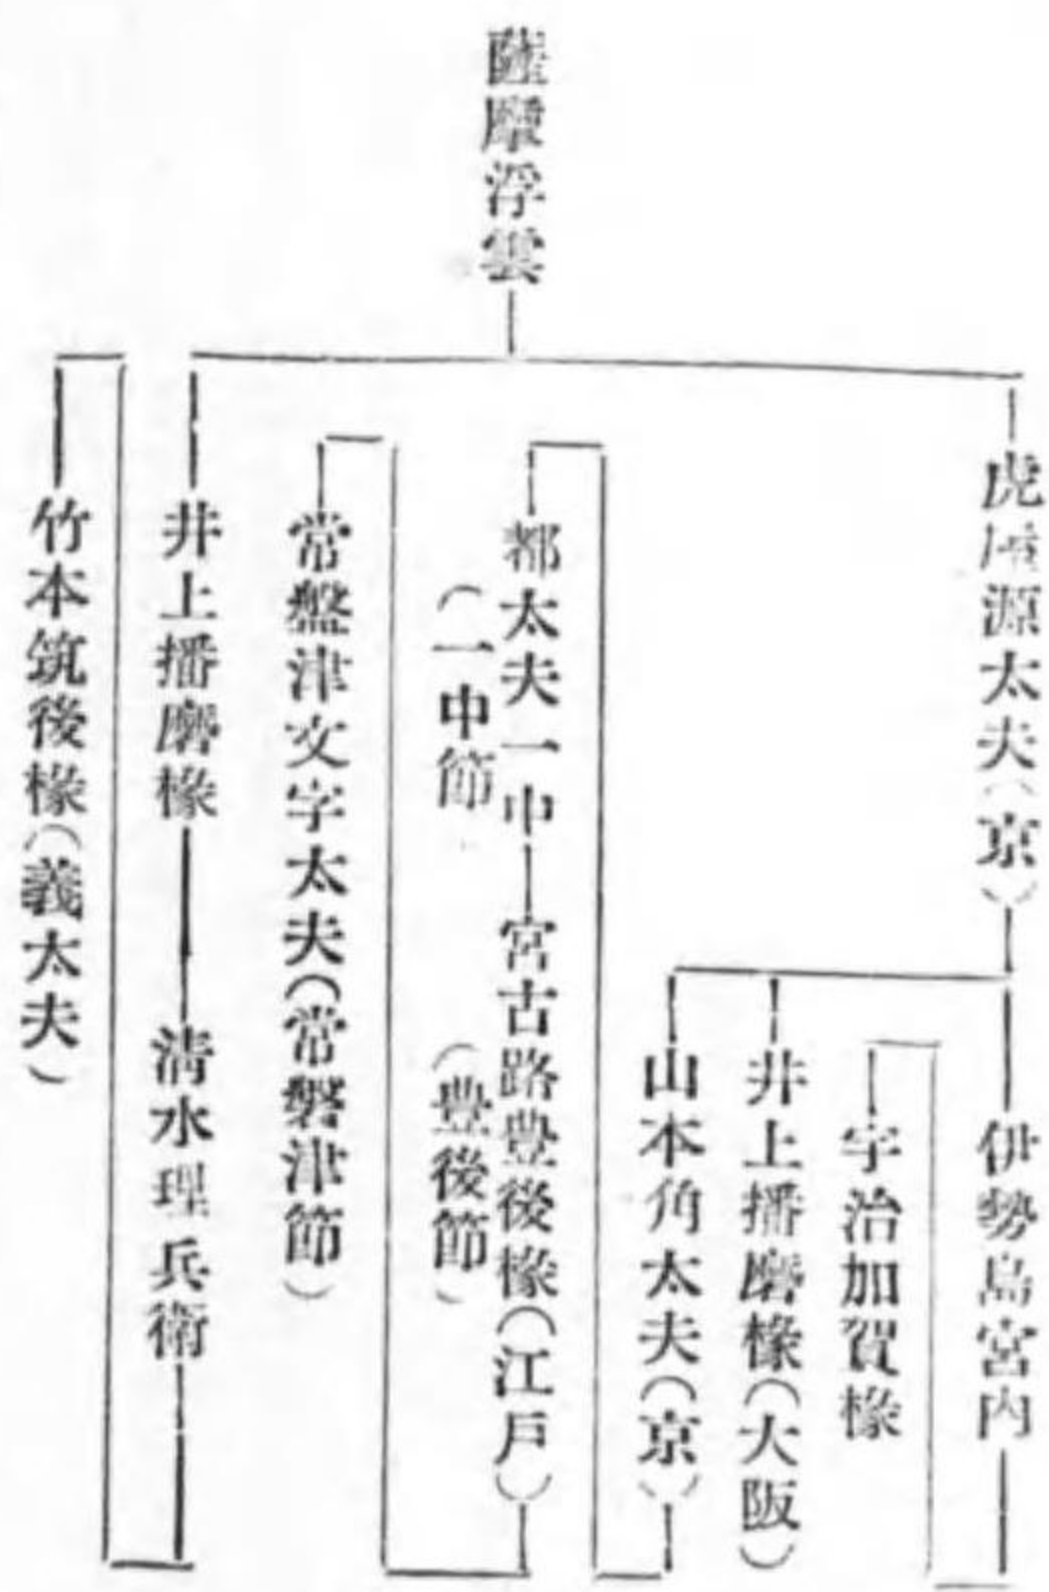 薩摩浮雲
虎屋源太夫(京)
伊勢島宮内
宇治加賀椽
井上播磨椽(大阪)
山本角太夫(京)
都太夫一中
(一中節)
宮古路豊後椽(江戸)
(豊後節)
常盤津文字太夫(常磐津節)
井上播磨椽
淸水理兵衛
竹本筑後椽(義太夫)